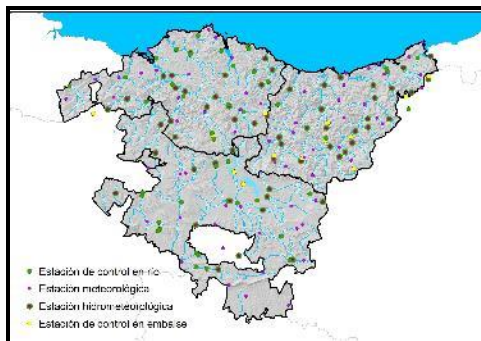 Estación de control en río
Estación meteorológica
Estación hidrometeorológica
Estación de control en embalse